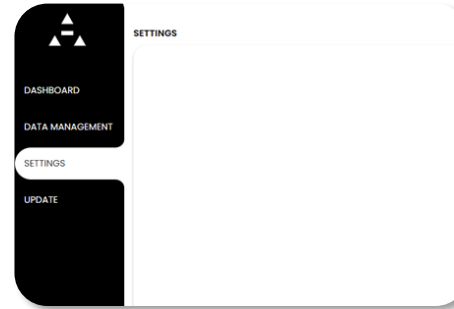 SETTINGS
DASHBOARD
DATA MANAGEMENT
SETTINGS
UPDATE